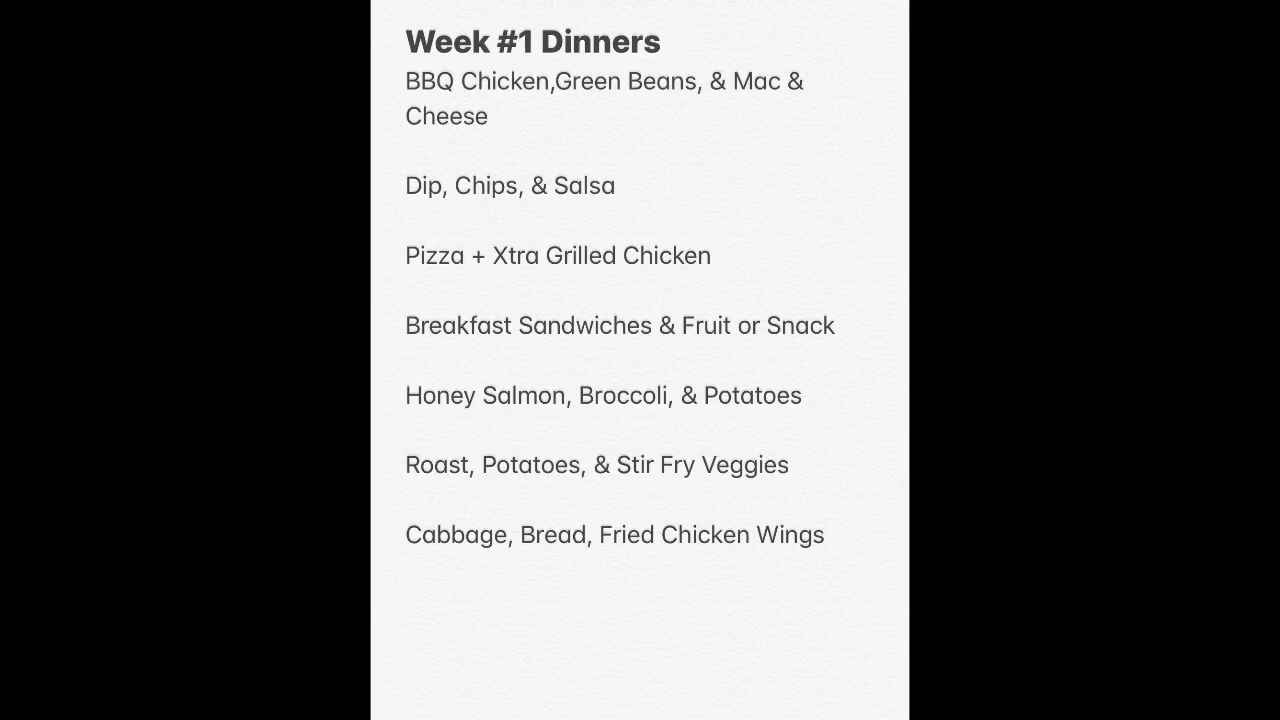 Week #1 Dinners
BBQ Chicken,Green Beans, & Mac &
Cheese
Dip, Chips, & Salsa
Pizza + Xtra Grilled Chicken
Breakfast Sandwiches & Fruit or Snack
Honey Salmon, Broccoli, & Potatoes
Roast, Potatoes, & Stir Fry Veggies
Cabbage, Bread, Fried Chicken Wings